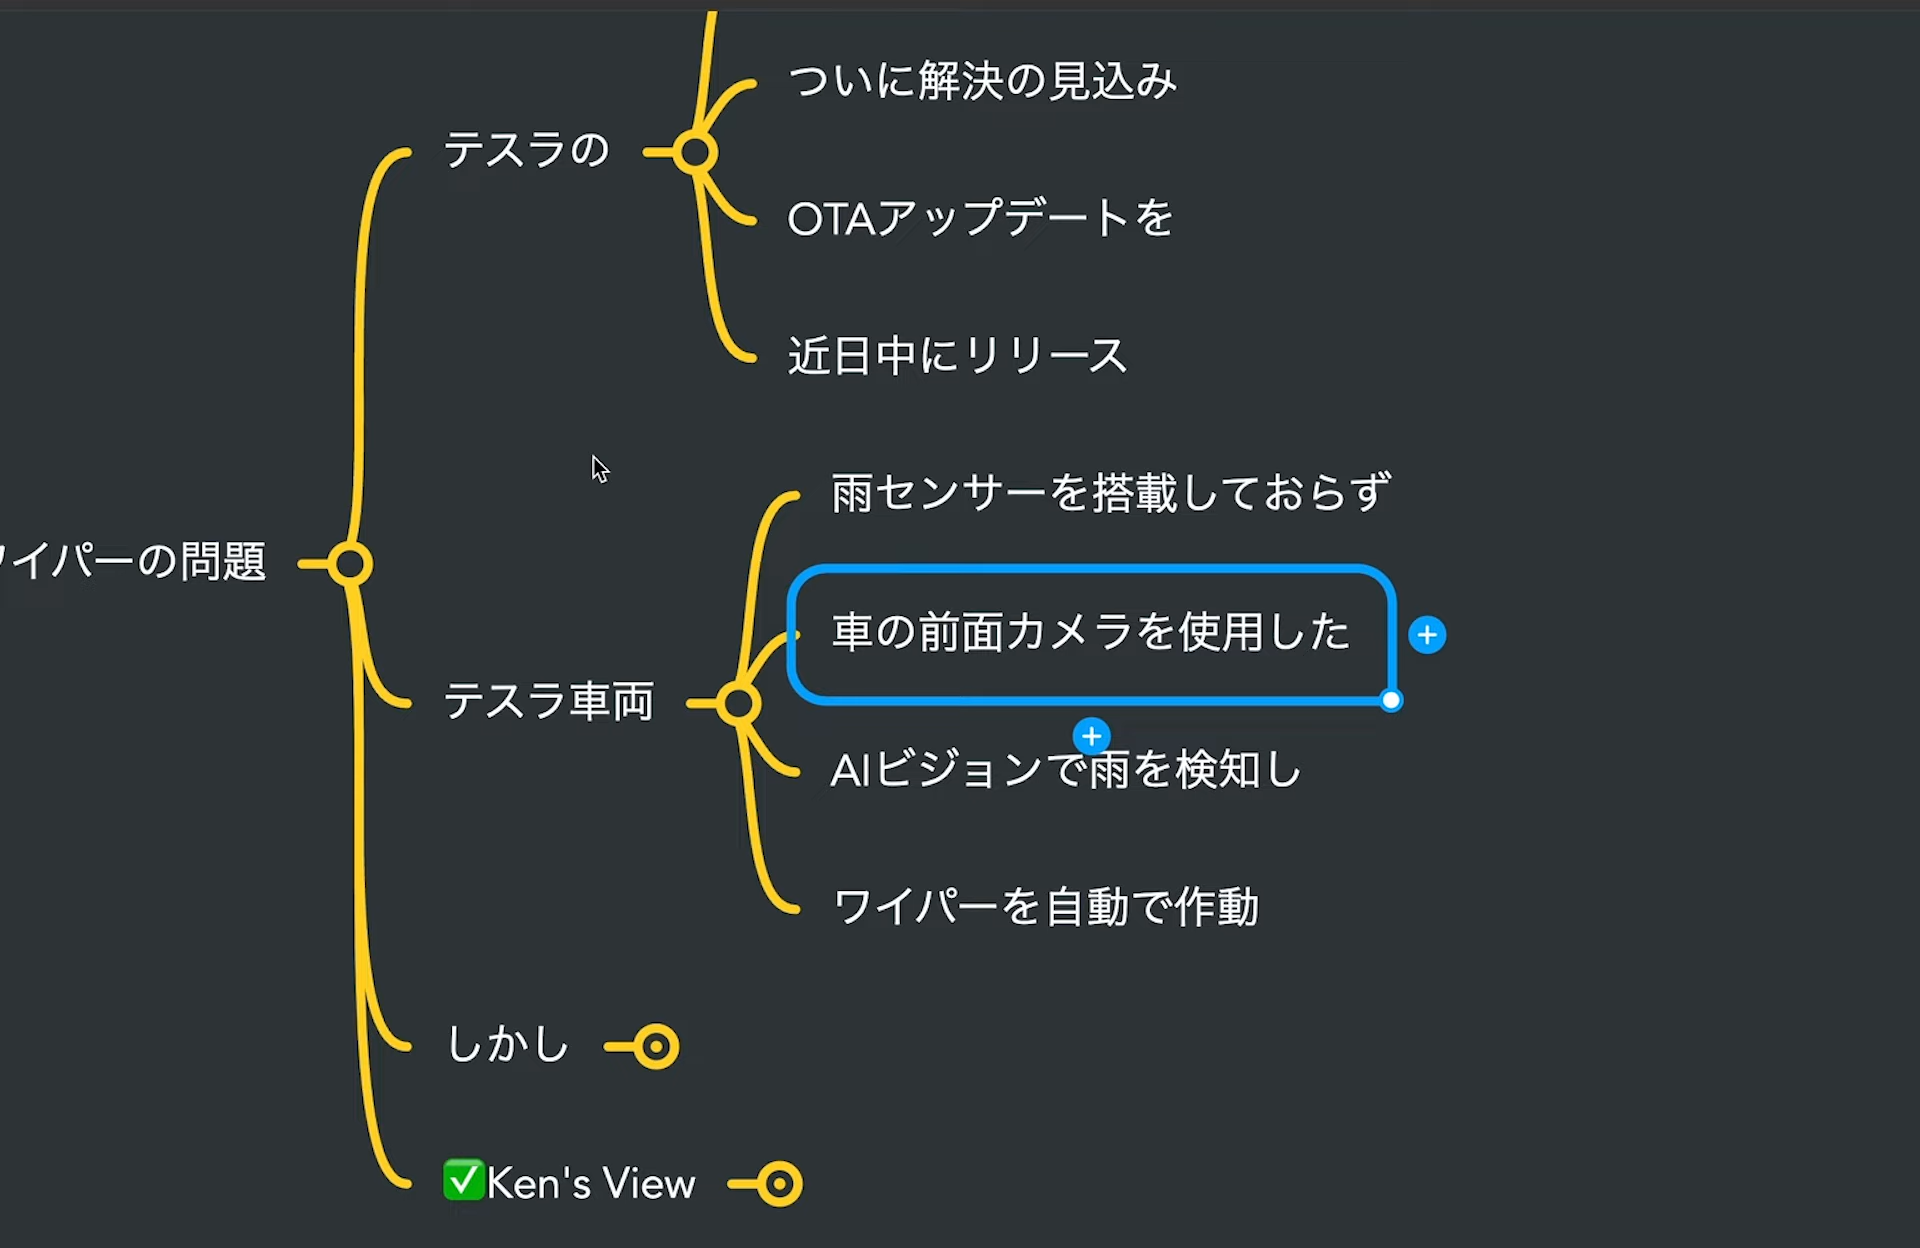 ついに解決の見込み
テスラの
OTAアップデートを
近日中にリリース
雨センサーを搭載しておらず
イパーの問題
車の前面カメラを使用した
テスラ車両
AIビジョンで雨を検知し
ワイパーを自動で作動
しかし
✅Ken's View